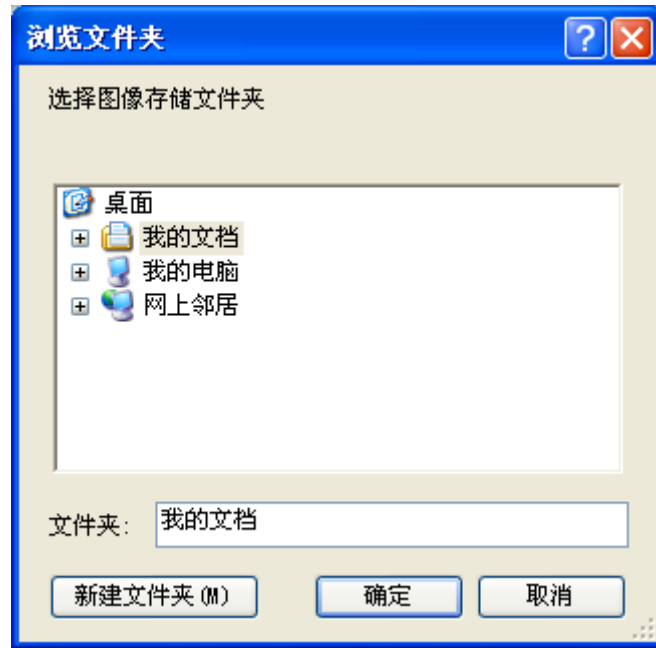 浏览文件夹
选择图像存储文件夹
桌面
我的文档
我的电脑
网上邻居
文件夹: 我的文档
新建文件夹(M) 确定 取消